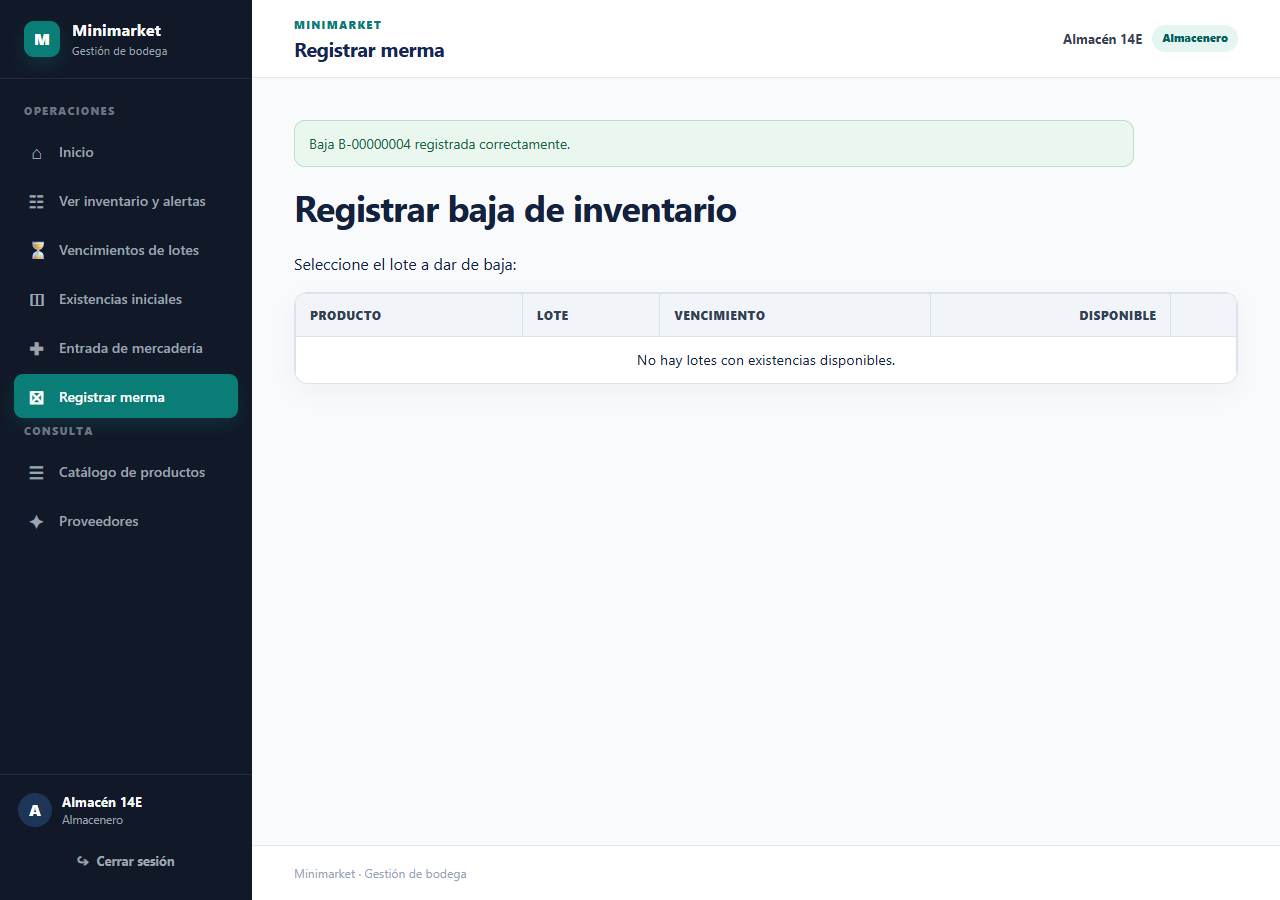 M
Minimarket
Gestión de bodega
OPERACIONES
Inicio
Ver inventario y alertas
Vencimientos de lotes
Existencias iniciales
Entrada de mercadería
Registrar merma
CONSULTA
Catálogo de productos
Proveedores
A
Almacén 14E
Almacenero
Cerrar sesión
MINIMARKET
Registrar merma
Almacén 14E Almacenero
Baja B-00000004 registrada correctamente.
Registrar baja de inventario
Seleccione el lote a dar de baja:
PRODUCTO LOTE VENCIMIENTO DISPONIBLE
No hay lotes con existencias disponibles.
Minimarket · Gestión de bodega